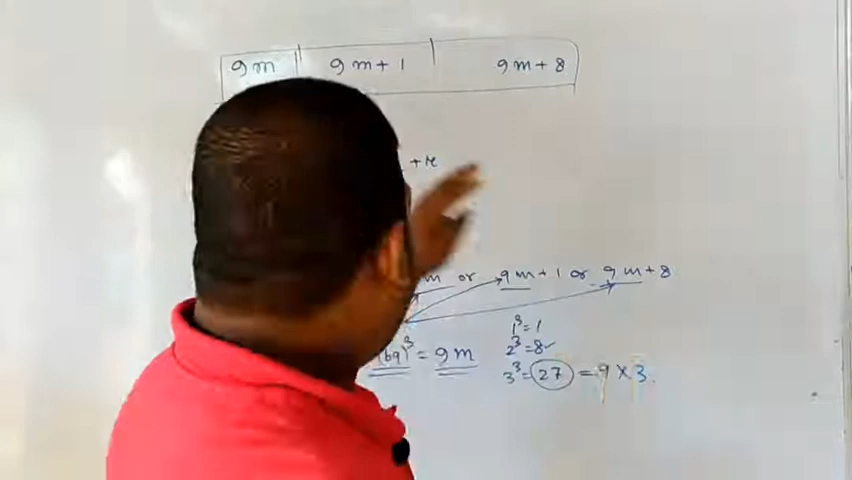 9m 9m+1 9m+8
+r
m or 9m+1 or 9m+8
1³=1
2³=8
(bq)³ = 9m
3³=27 = 9×3.